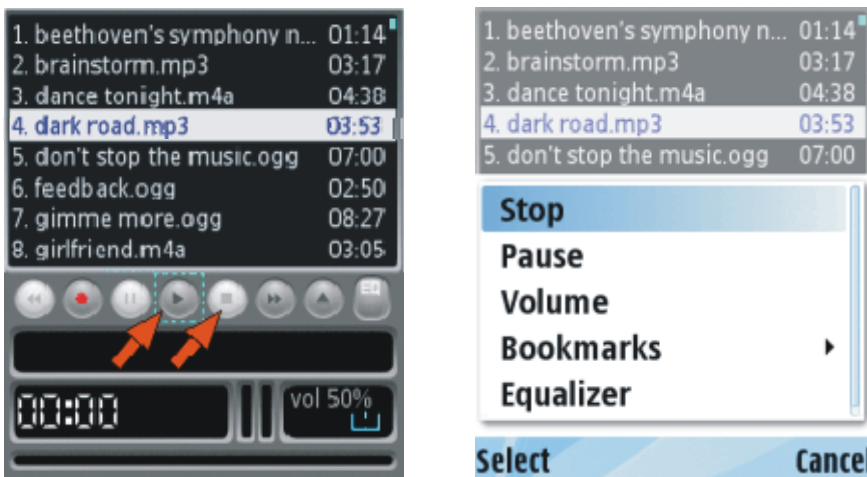 1. beethoven's symphony n... 01:14
2. brainstorm.mp3 03:17
3. dance tonight.m4a 04:38
4. dark road.mp3 03:53
5. don't stop the music.ogg 07:00
6. feedback.ogg 02:50
7. gimme more.ogg 08:27
8. girlfriend.m4a 03:05
EQ
00:00
vol 50%
1. beethoven's symphony n... 01:14
2. brainstorm.mp3 03:17
3. dance tonight.m4a 04:38
4. dark road.mp3 03:53
5. don't stop the music.ogg 07:00
Stop
Pause
Volume
Bookmarks
Equalizer
Select Cancel